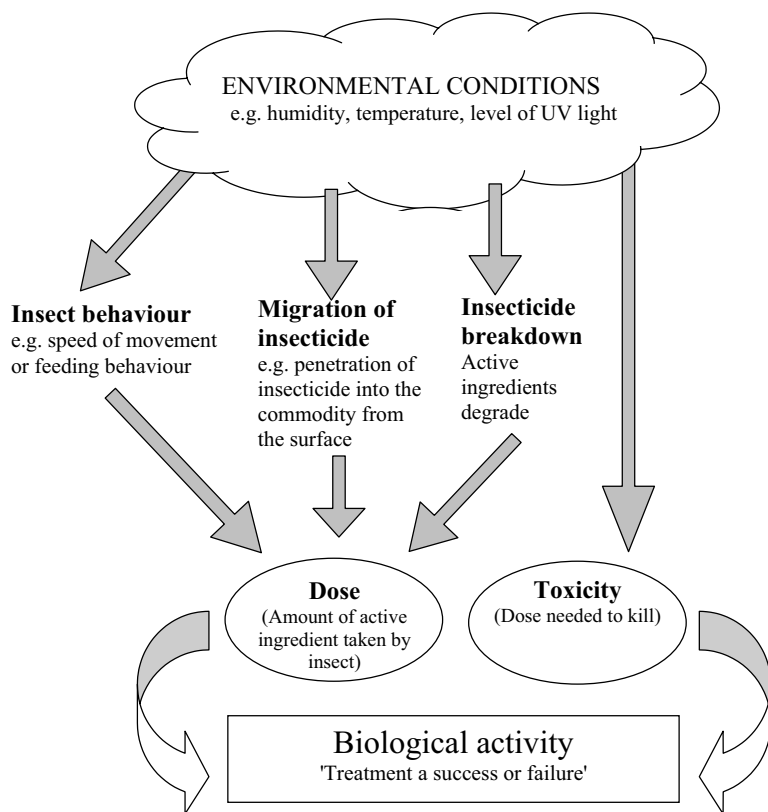 ENVIRONMENTAL CONDITIONS
e.g. humidity, temperature, level of UV light
Insect behaviour
e.g. speed of movement
or feeding behaviour
Migration of
insecticide
e.g. penetration of
insecticide into the
commodity from
the surface
Insecticide
breakdown
Active
ingredients
degrade
Dose
(Amount of active
ingredient taken by
insect)
Toxicity
(Dose needed to kill)
Biological activity
'Treatment a success or failure'